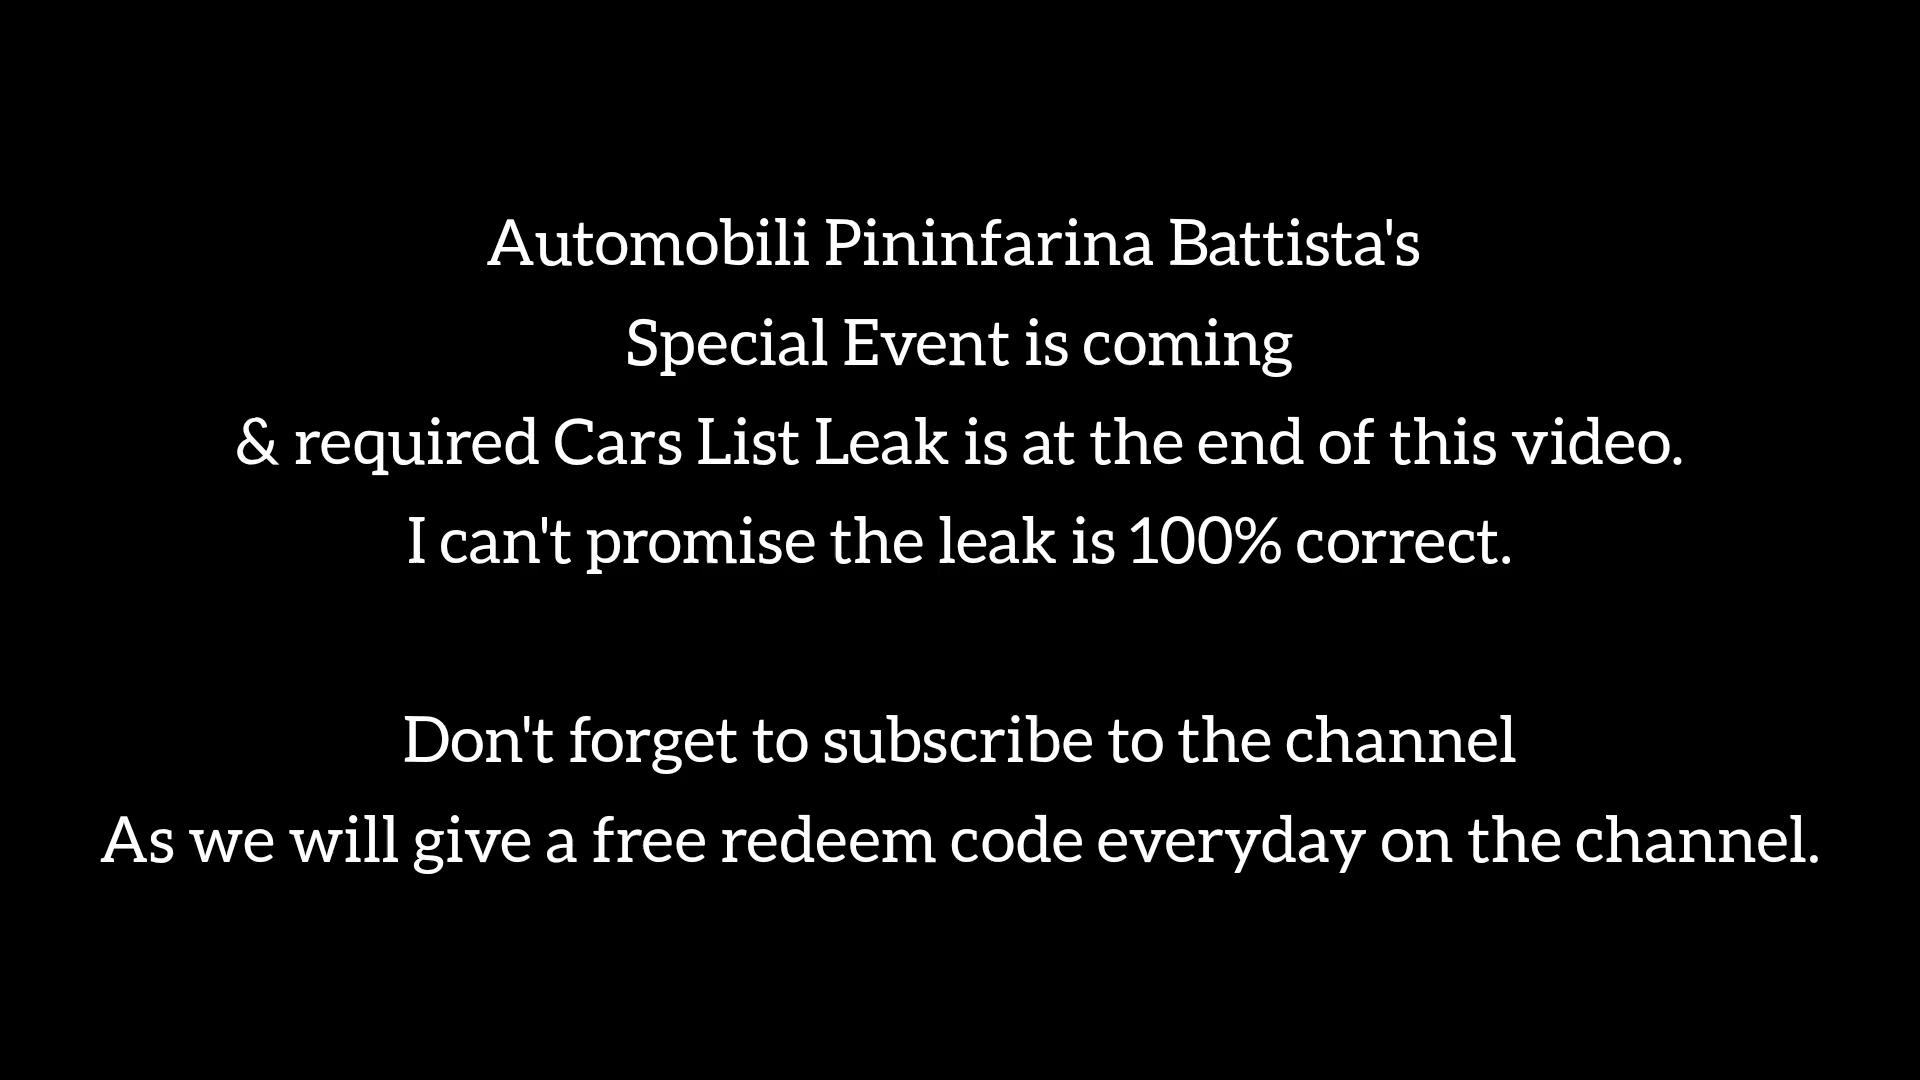 Automobili Pininfarina Battista's
Special Event is coming
& required Cars List Leak is at the end of this video.
I can't promise the leak is 100% correct.
Don't forget to subscribe to the channel
As we will give a free redeem code everyday on the channel.